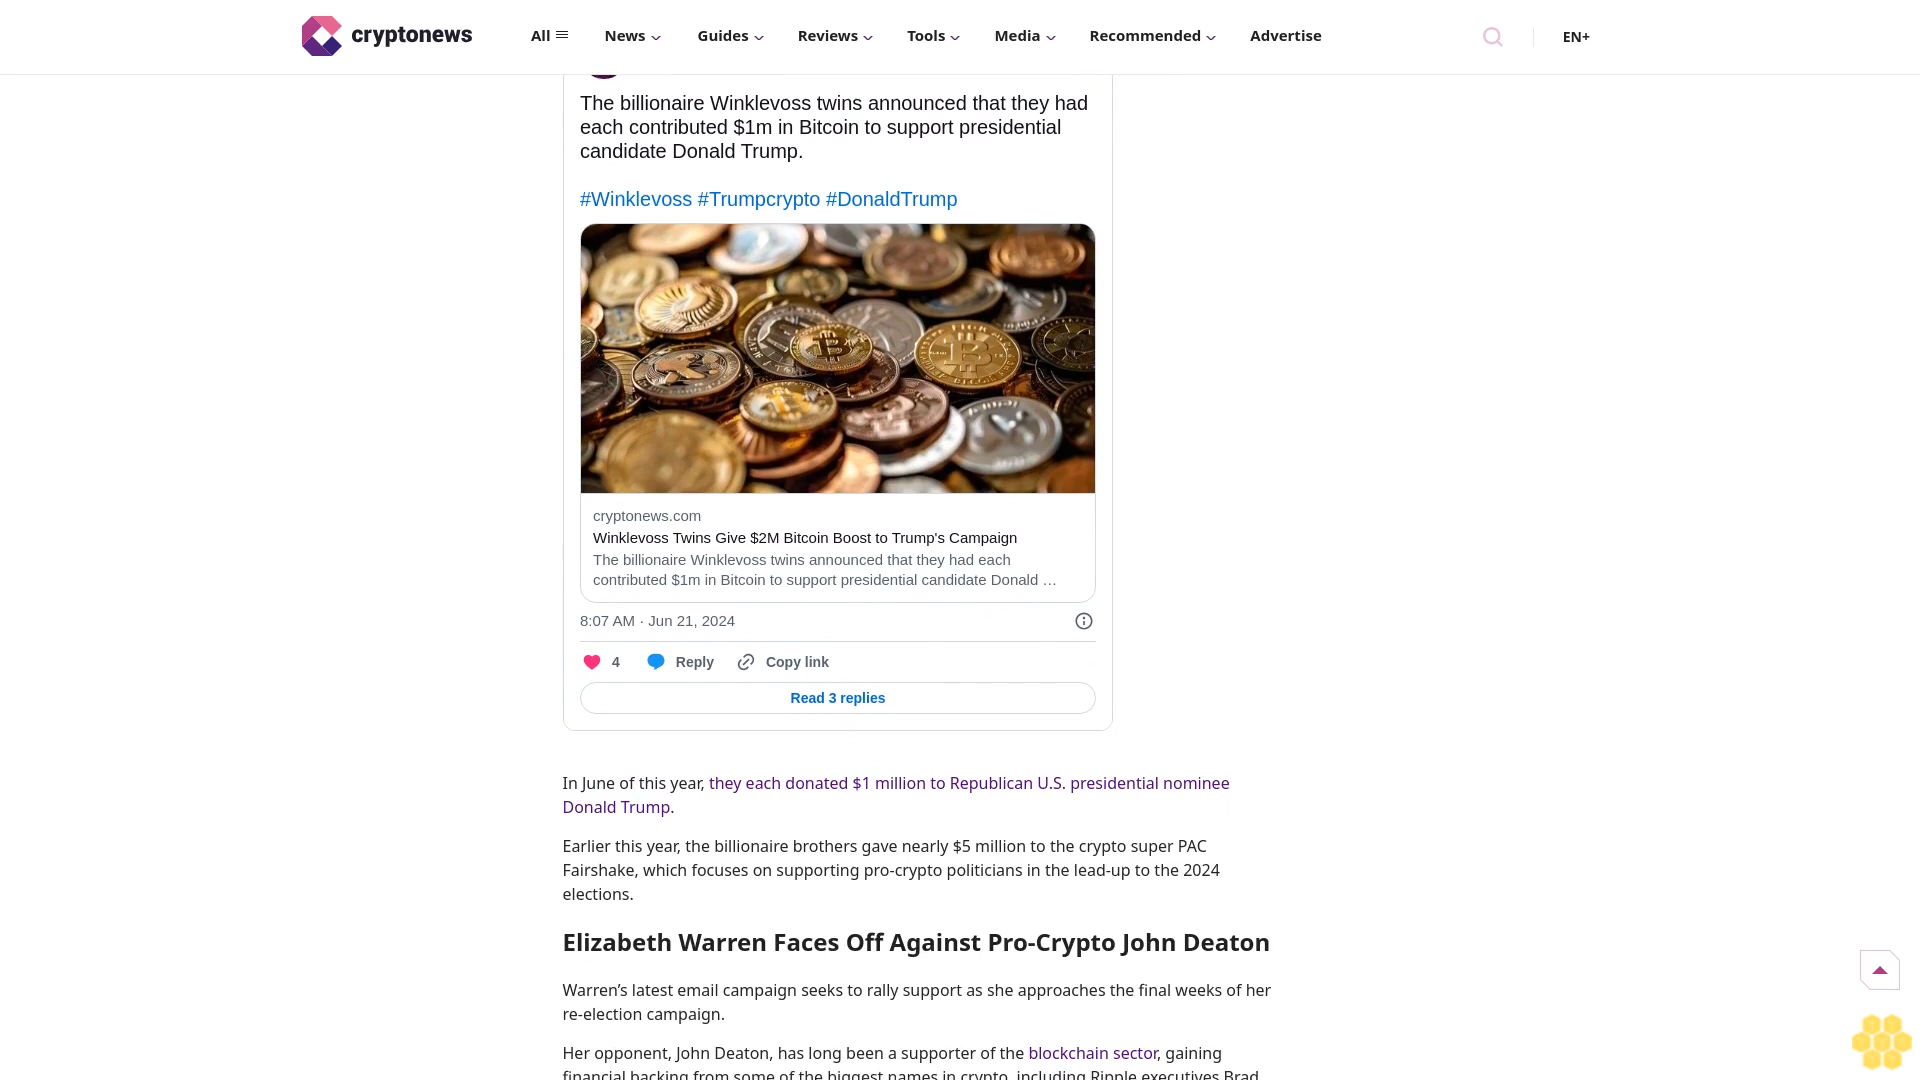 cryptonews
All
News
Guides
Reviews
Tools
Media
Recommended
Advertise
EN+
The billionaire Winklevoss twins announced that they had
each contributed $1m in Bitcoin to support presidential
candidate Donald Trump.
#Winklevoss #Trumpcrypto #DonaldTrump
cryptonews.com
Winklevoss Twins Give $2M Bitcoin Boost to Trump's Campaign
The billionaire Winklevoss twins announced that they had each
contributed $1m in Bitcoin to support presidential candidate Donald …
8:07 AM · Jun 21, 2024
4
Reply
Copy link
Read 3 replies
In June of this year, they each donated $1 million to Republican U.S. presidential nominee
Donald Trump.
Earlier this year, the billionaire brothers gave nearly $5 million to the crypto super PAC
Fairshake, which focuses on supporting pro-crypto politicians in the lead-up to the 2024
elections.
Elizabeth Warren Faces Off Against Pro-Crypto John Deaton
Warren’s latest email campaign seeks to rally support as she approaches the final weeks of her
re-election campaign.
Her opponent, John Deaton, has long been a supporter of the blockchain sector, gaining
financial backing from some of the biggest names in crypto, including Ripple executives Brad